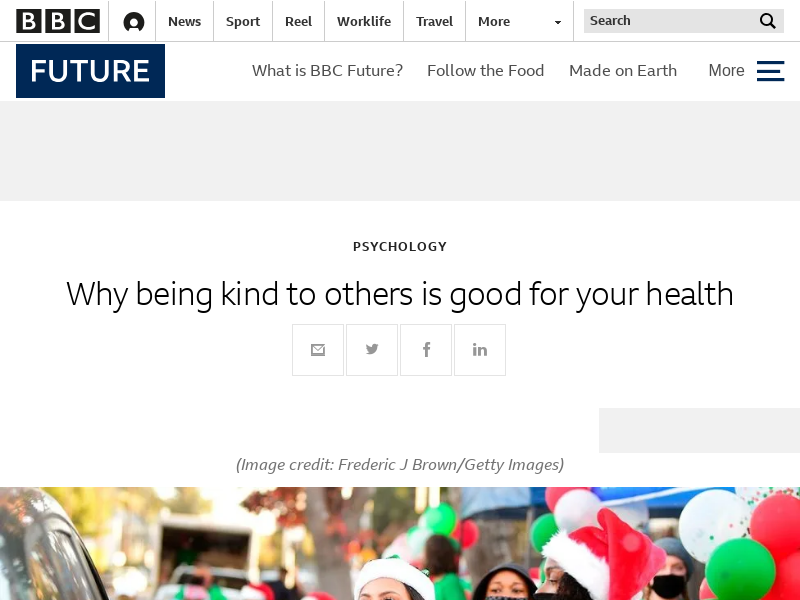 BBC News Sport Reel Worklife Travel More Search
FUTURE What is BBC Future? Follow the Food Made on Earth More
PSYCHOLOGY
Why being kind to others is good for your health
(Image credit: Frederic J Brown/Getty Images)